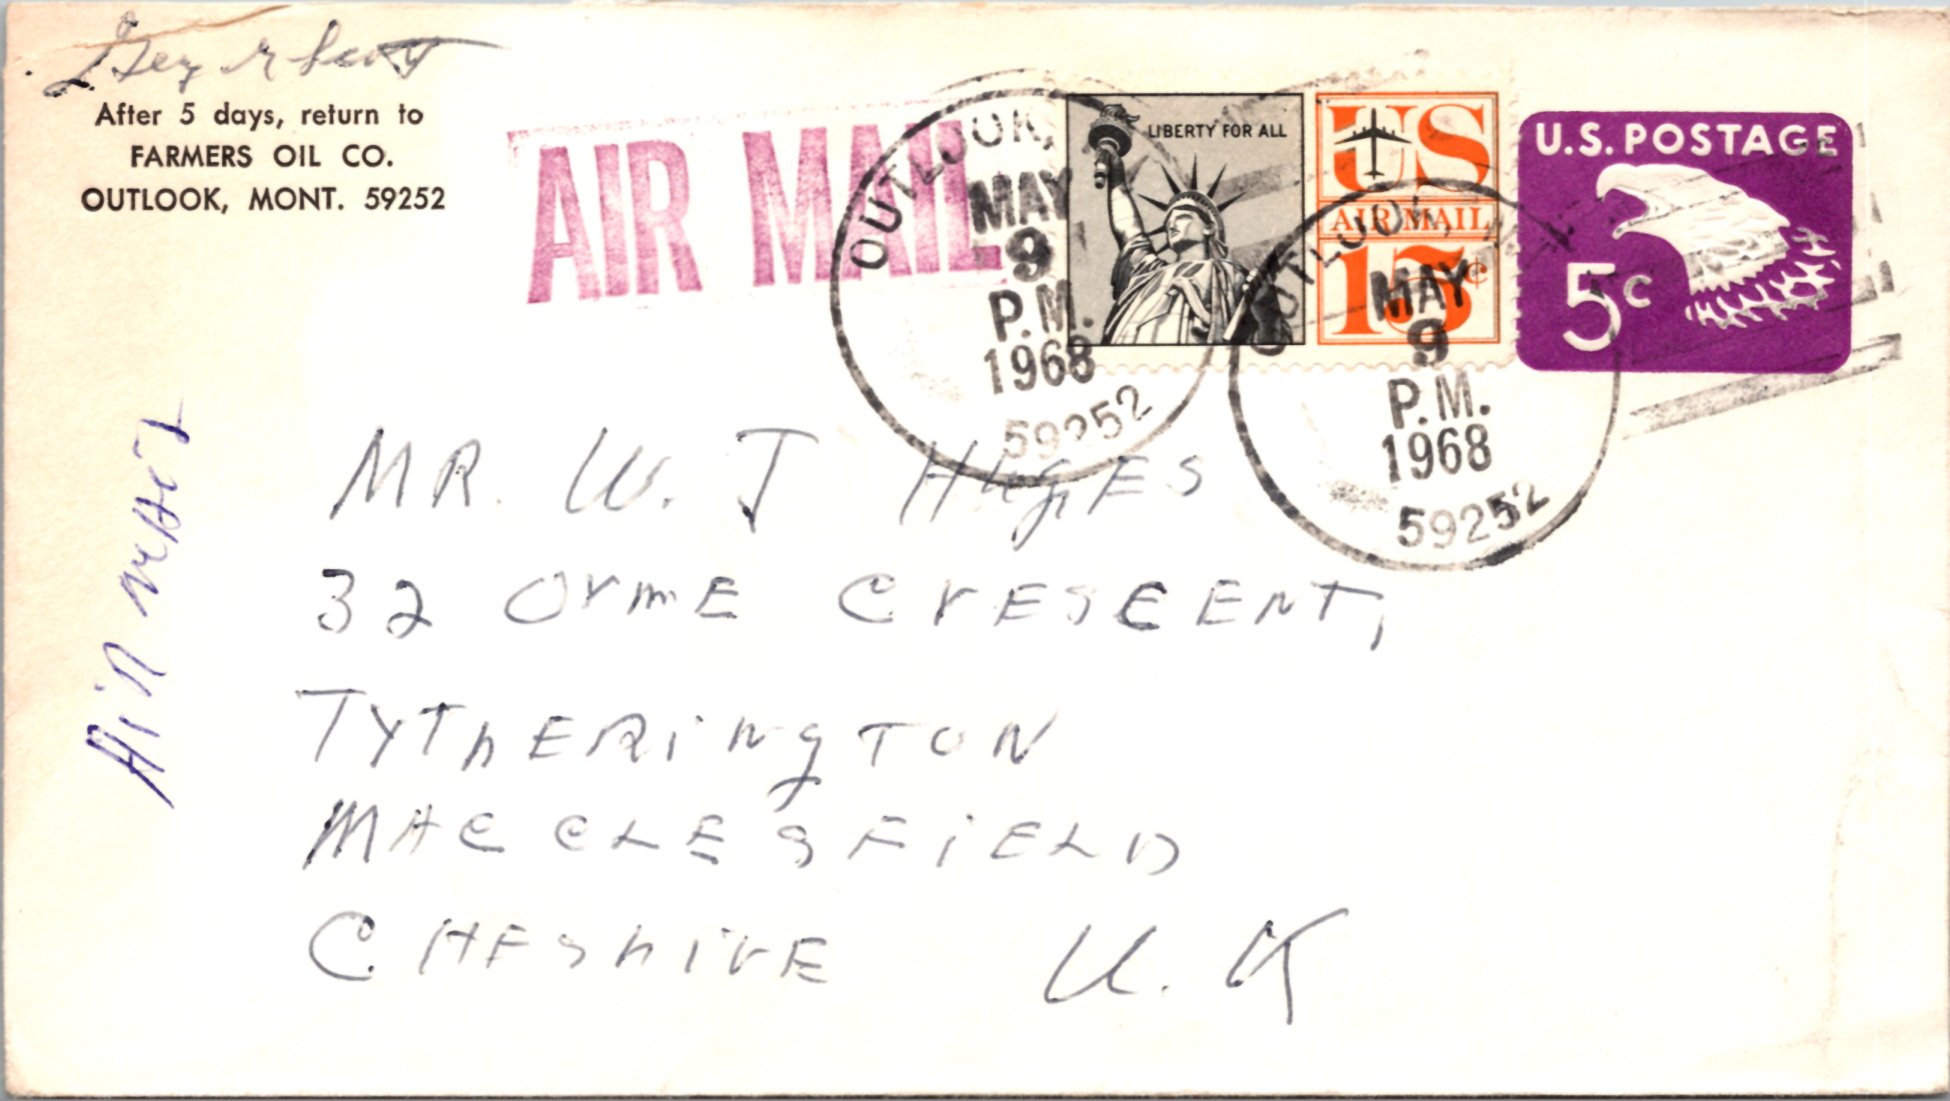 After 5 days, return to
FARMERS OIL CO.
OUTLOOK, MONT. 59252
AIR MAIL
OUTLOOK,
MAY
9
P.M.
1968
59252
LIBERTY FOR ALL
US
AIR MAIL
15¢
OUTLOOK,
MAY
9
P.M.
1968
59252
U.S. POSTAGE
5c
Air Mail
MR. W. J HUgES
32 OrmE CrESCENT,
TYThERiNgTON
MACCLESFiELD
CHEShirE U.K